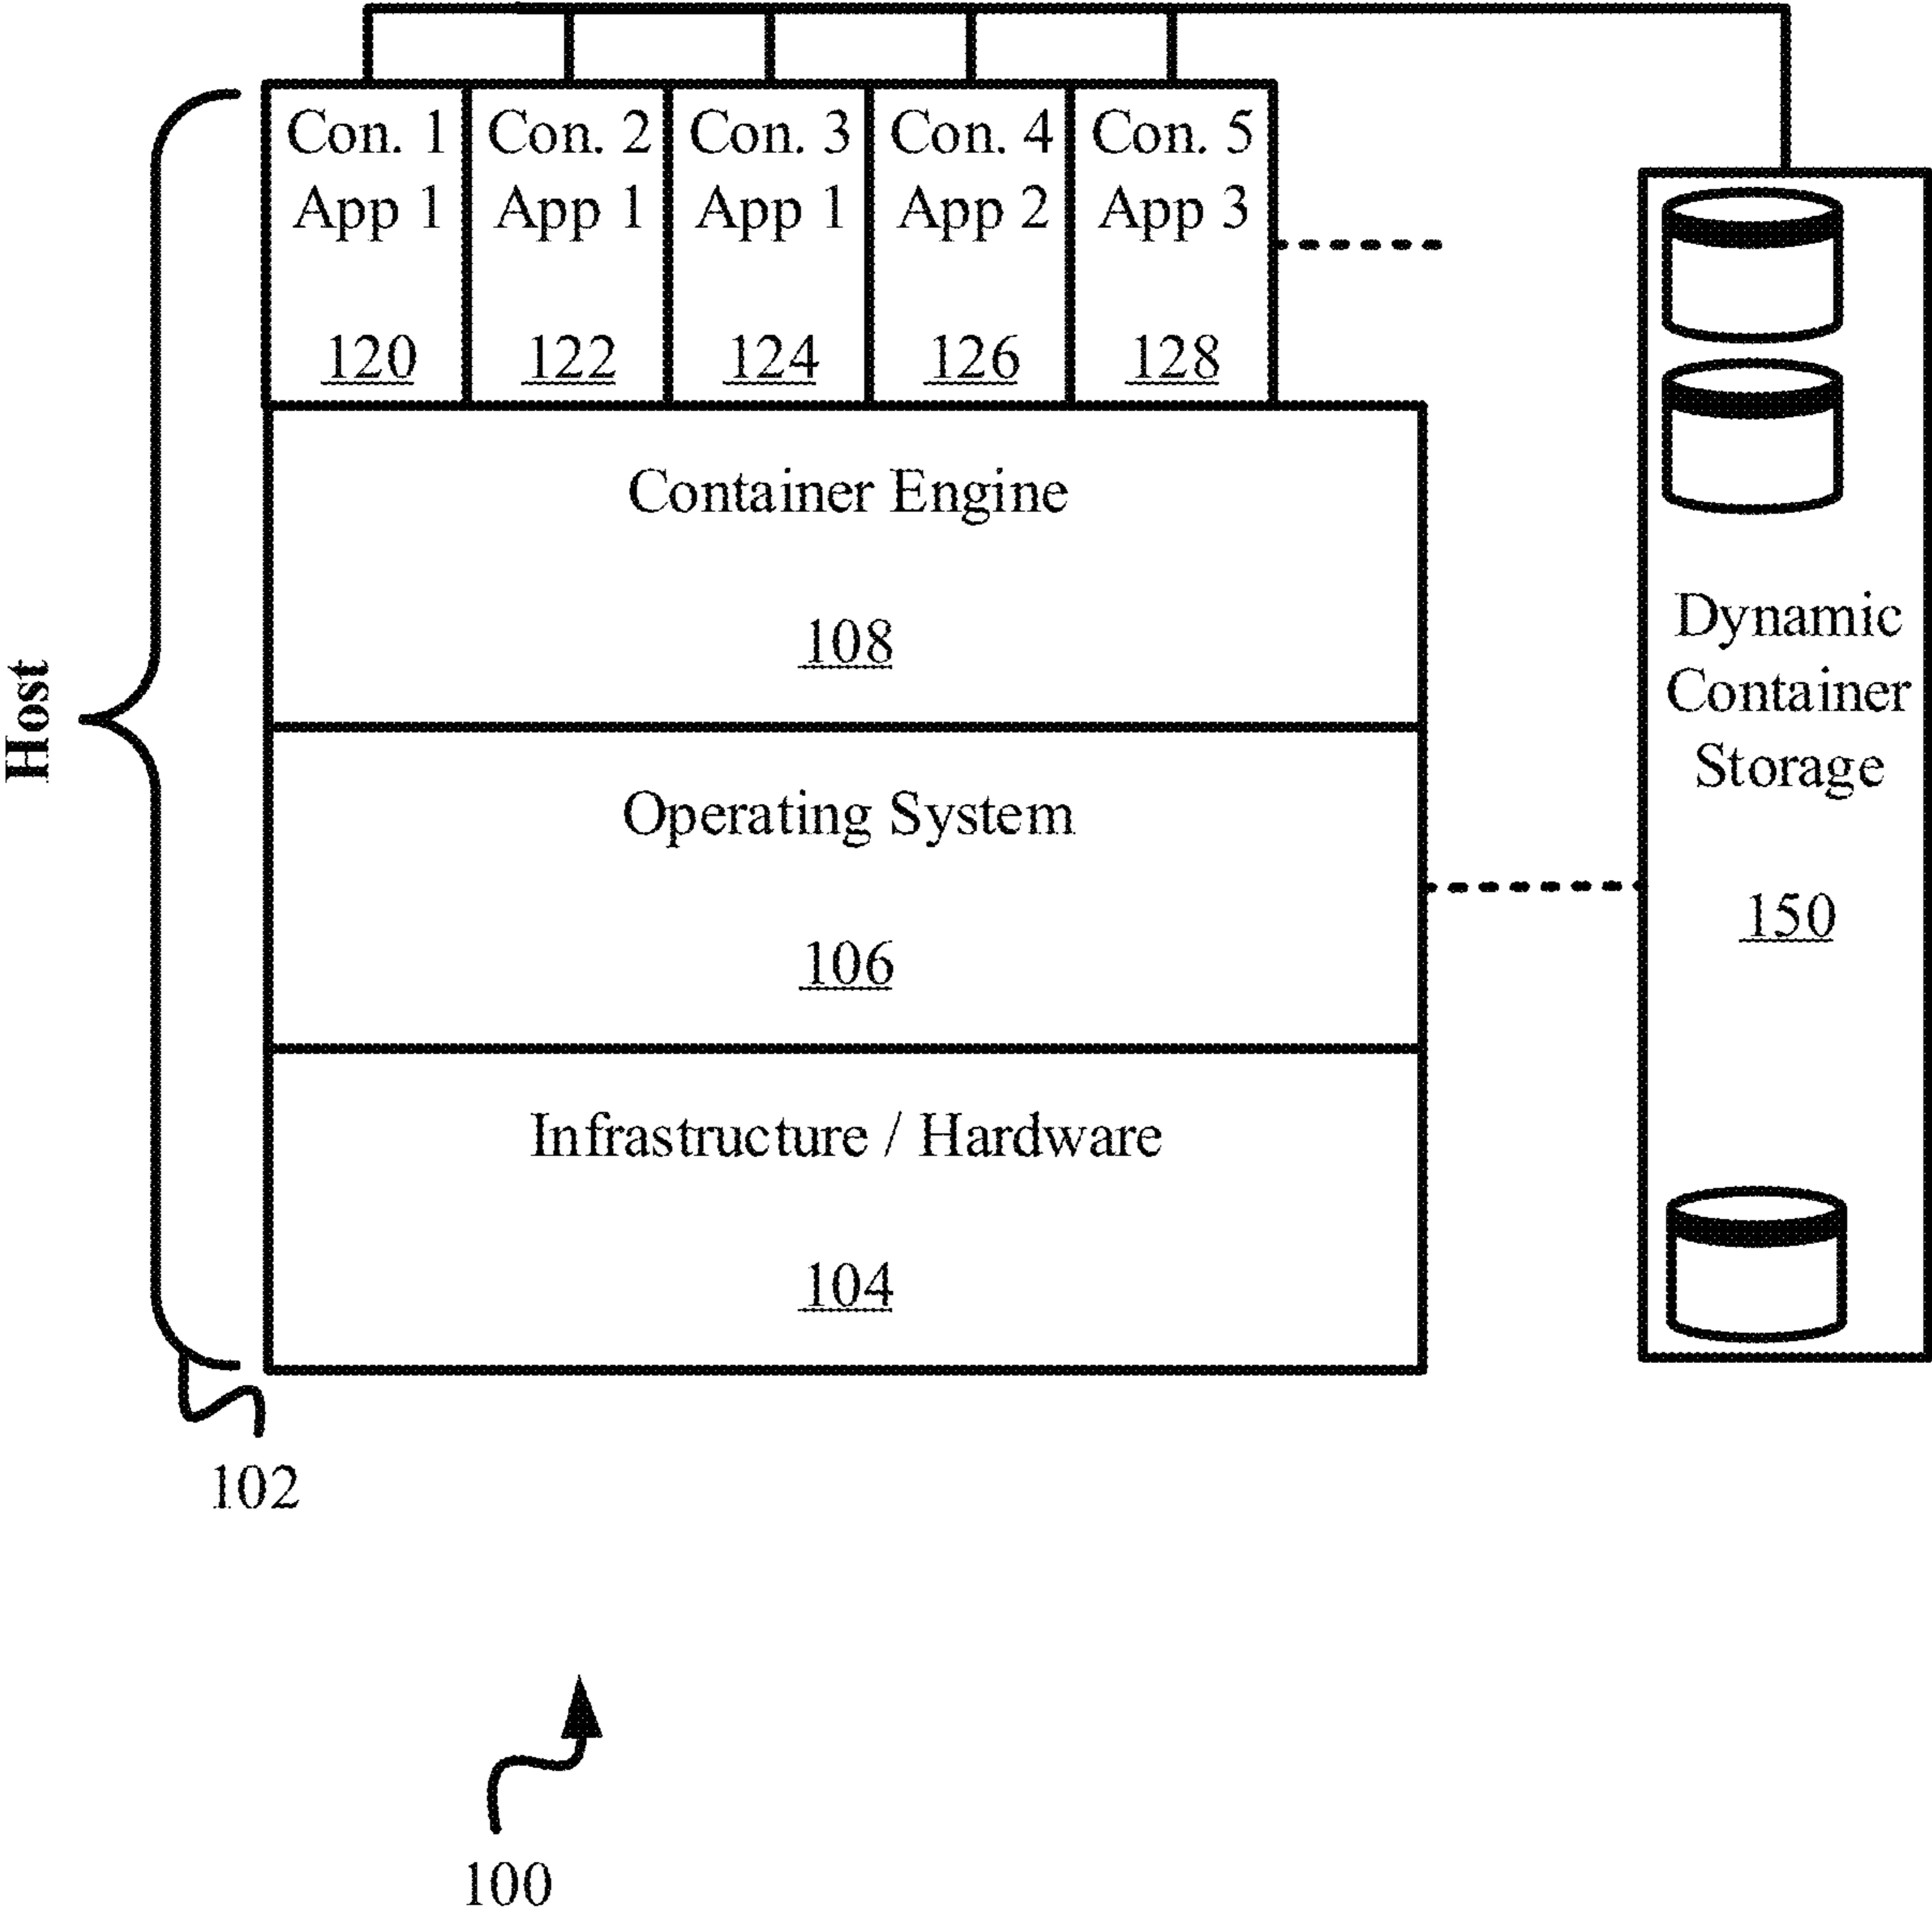 Con. 1
App 1
120
Con. 2
App 1
122
Con. 3
App 1
124
Con. 4
App 2
126
Con. 5
App 3
128
Host
Container Engine
108
Operating System
106
Infrastructure / Hardware
104
Dynamic
Container
Storage
150
102
100